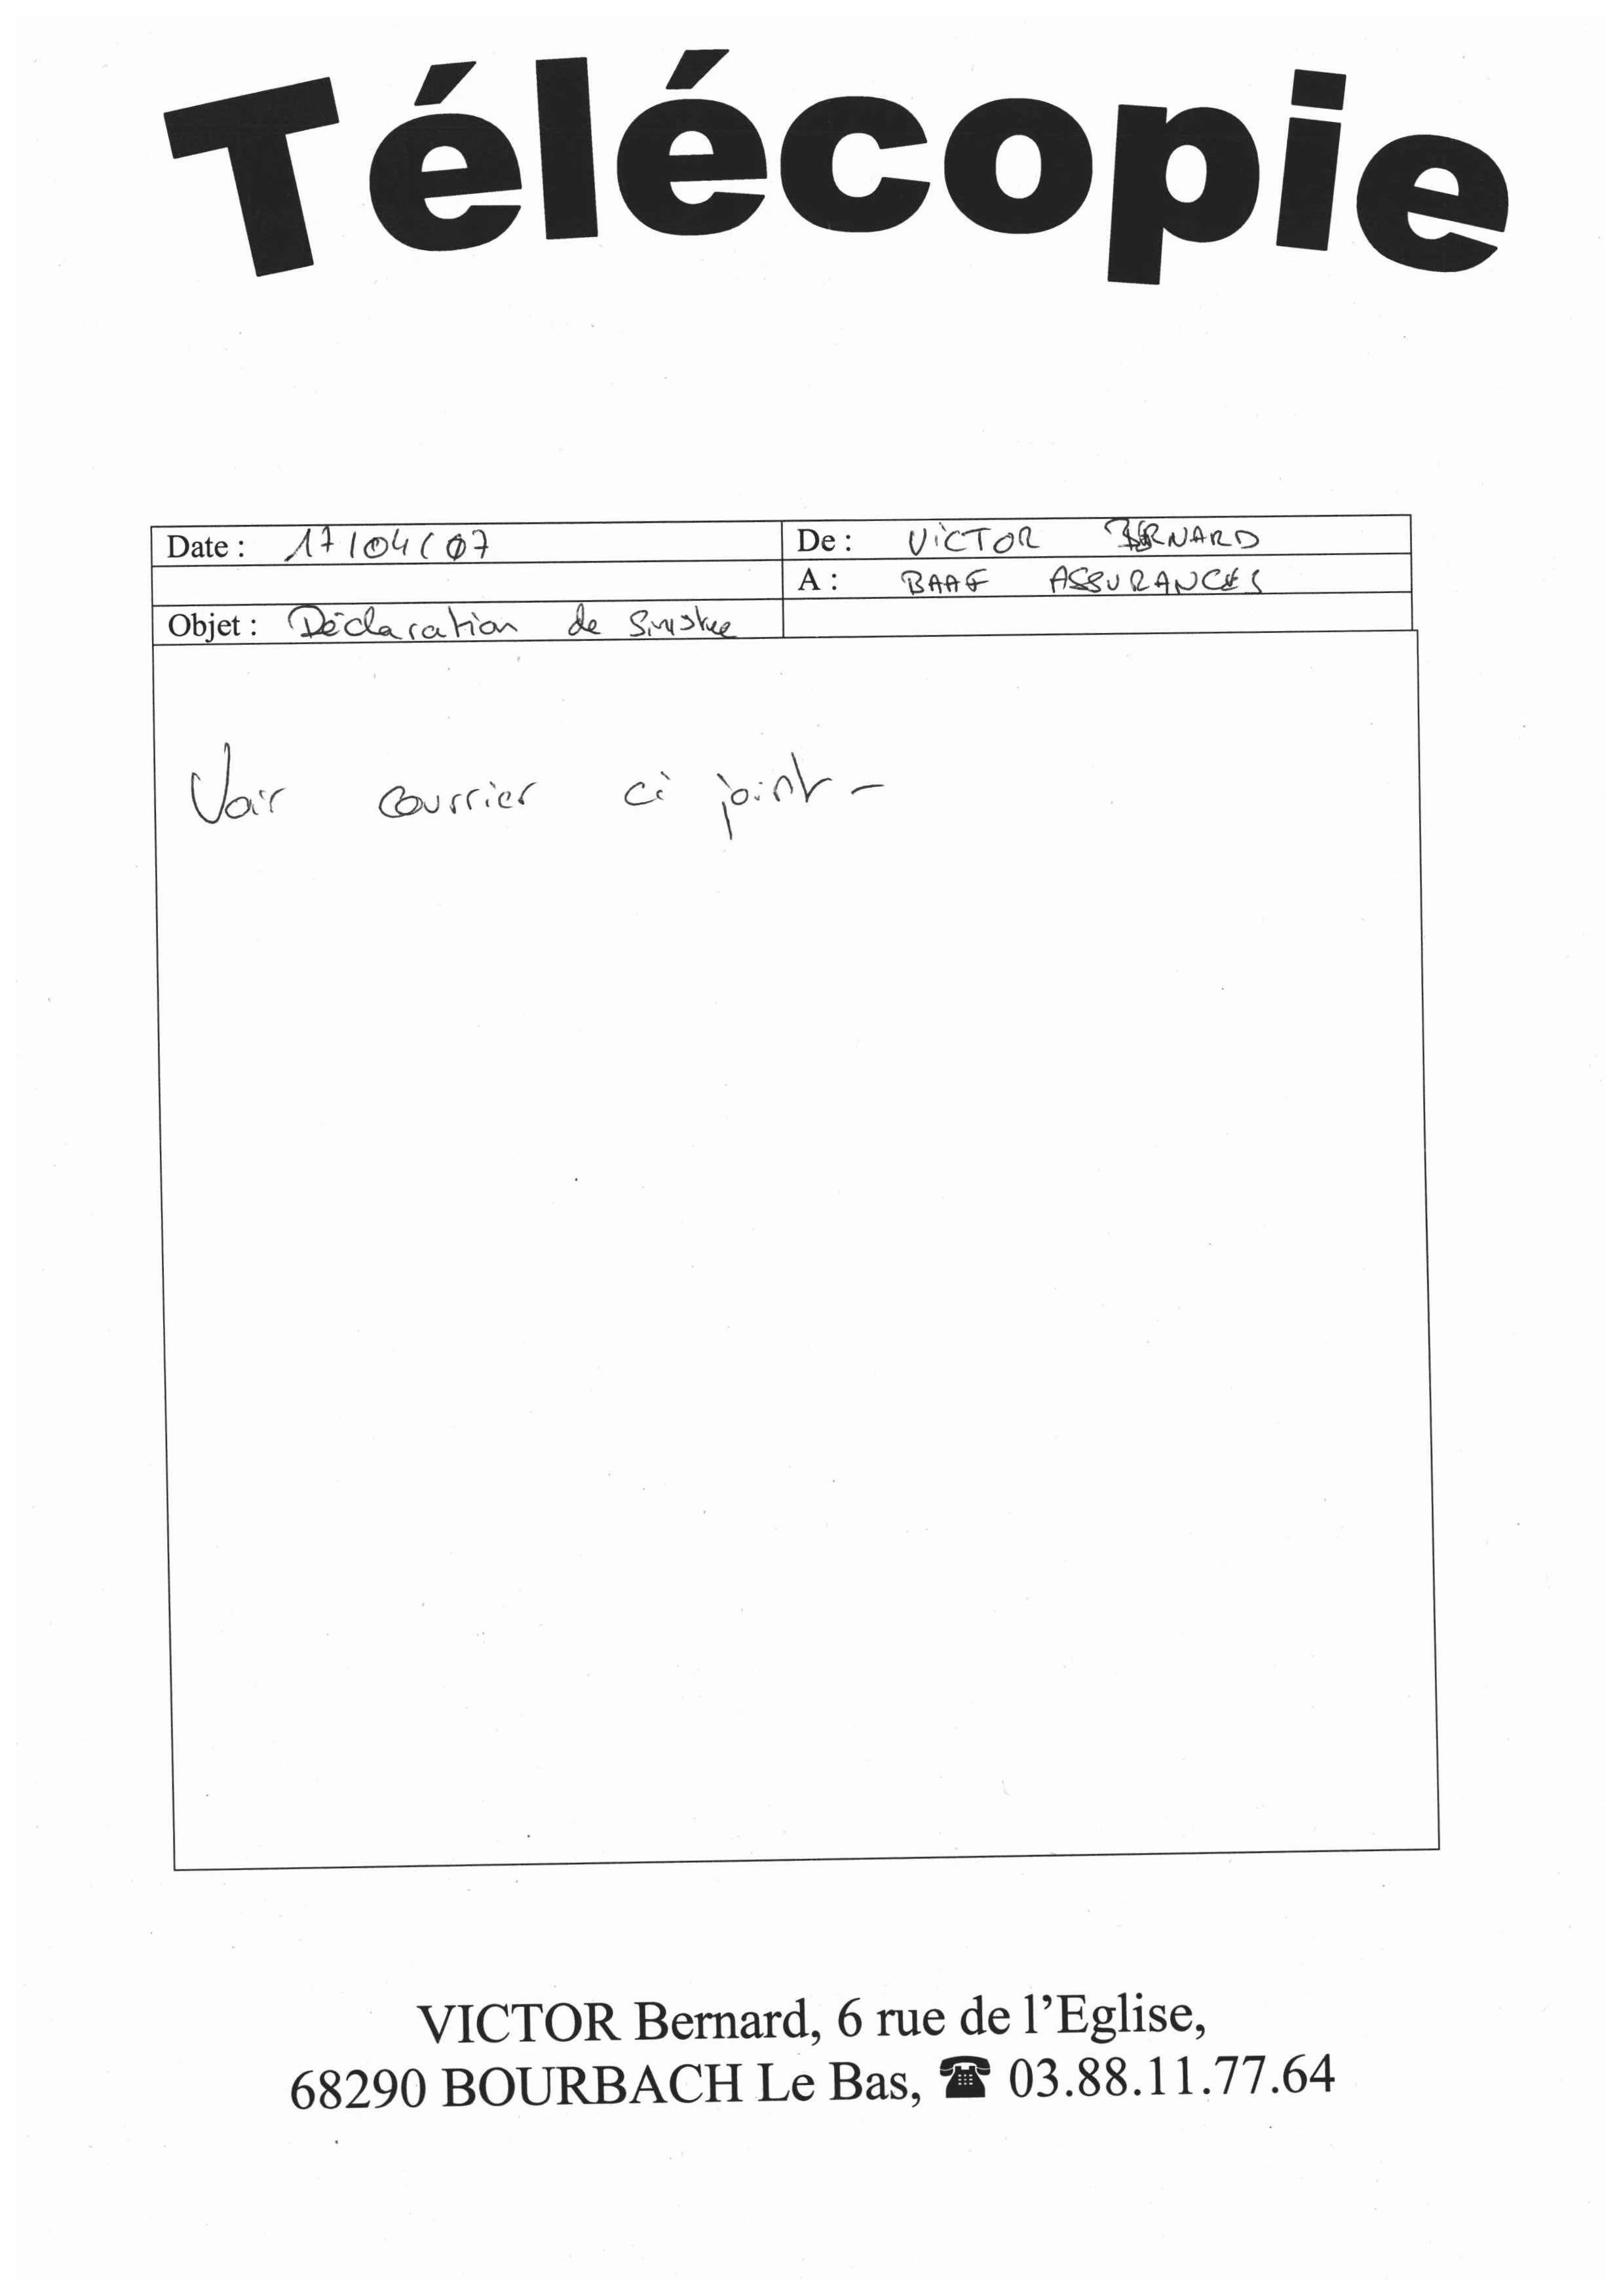 Télécopie
Date : 17/04/07
De : VICTOR BERNARD
A : BAAF ASSURANCES
Objet : Déclaration de Sinistre
Voir courrier ci joint -
VICTOR Bernard, 6 rue de l'Eglise,
68290 BOURBACH Le Bas, ☎ 03.88.11.77.64